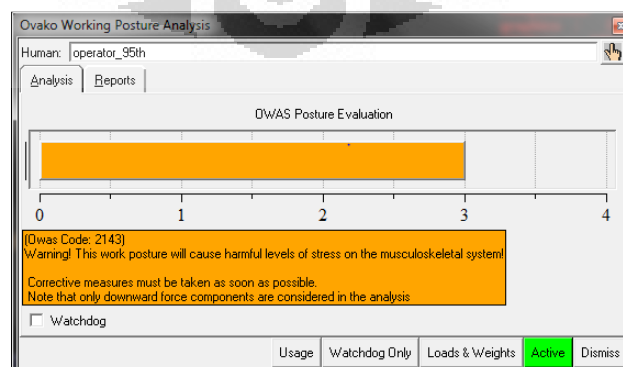 Ovako Working Posture Analysis
Human: operator_95th
Analysis Reports
OWAS Posture Evaluation
0 1 2 3 4
(Owas Code: 2143)
Warning! This work posture will cause harmful levels of stress on the musculoskeletal system!
Corrective measures must be taken as soon as possible.
Note that only downward force components are considered in the analysis
Watchdog
Usage Watchdog Only Loads & Weights Active Dismiss